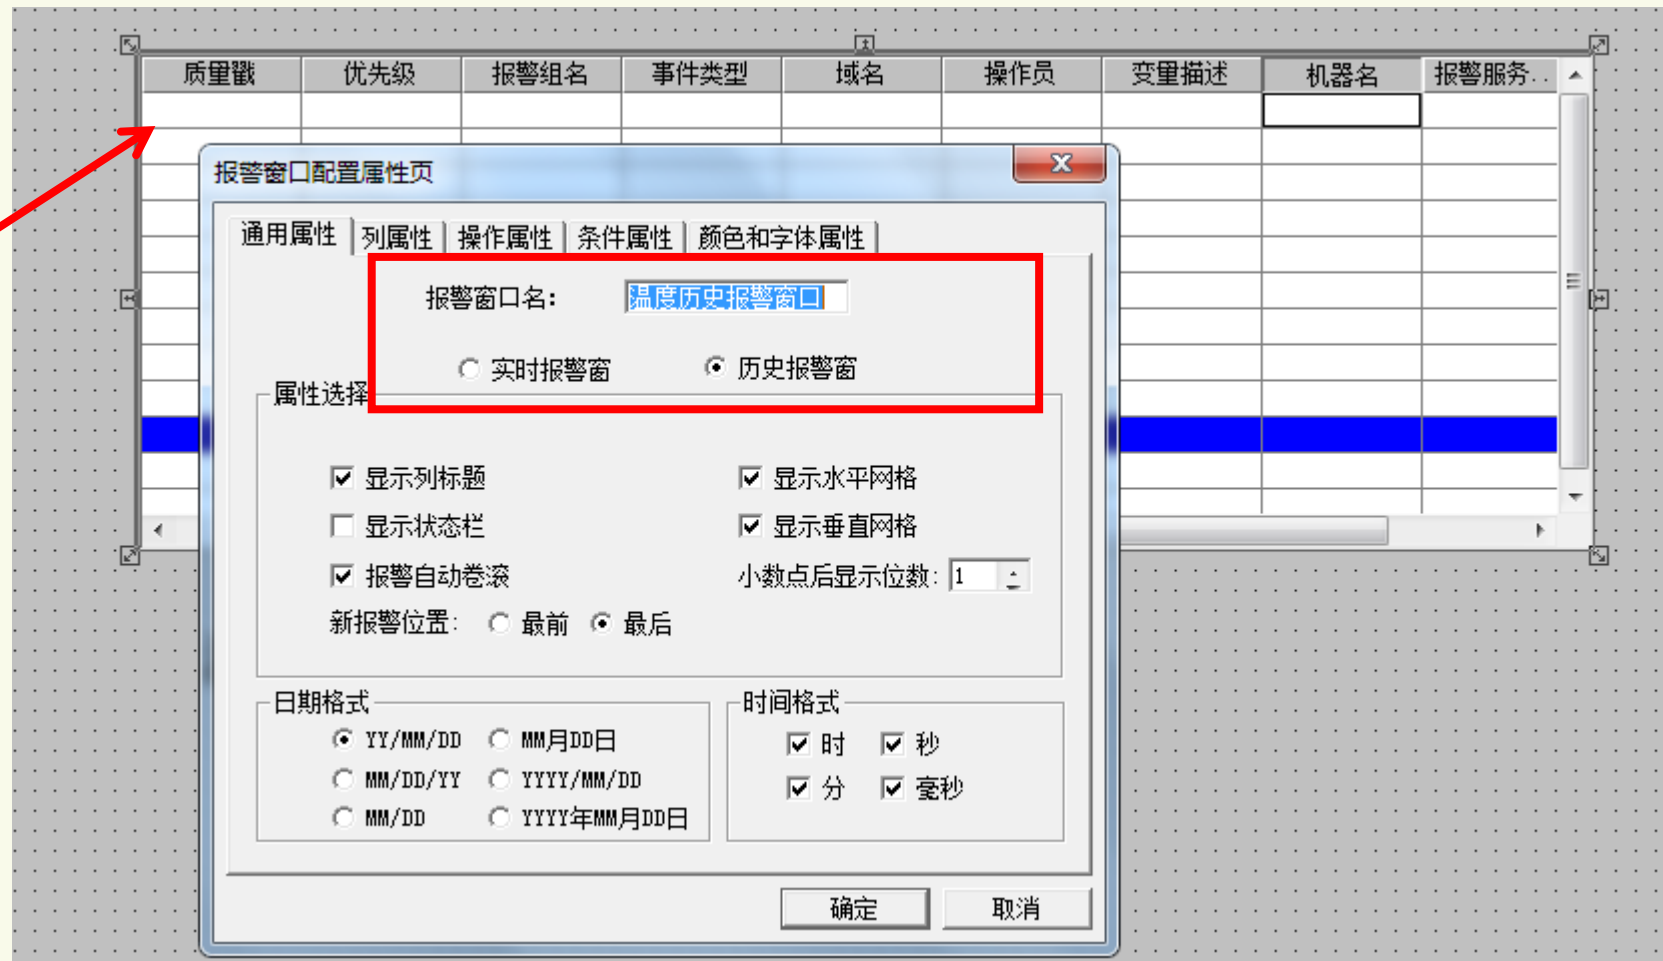 质量戳 优先级 报警组名 事件类型 域名 操作员 变量描述 机器名 报警服务..
报警窗口配置属性页
通用属性 列属性 操作属性 条件属性 颜色和字体属性
报警窗口名: 温度历史报警窗口
实时报警窗 历史报警窗
属性选择
显示列标题 显示水平网格
显示状态栏 显示垂直网格
报警自动卷滚 小数点后显示位数: 1
新报警位置: 最前 最后
日期格式 时间格式
YY/MM/DD MM月DD日 时 秒
MM/DD/YY YYYY/MM/DD 分 毫秒
MM/DD YYYY年MM月DD日
确定 取消